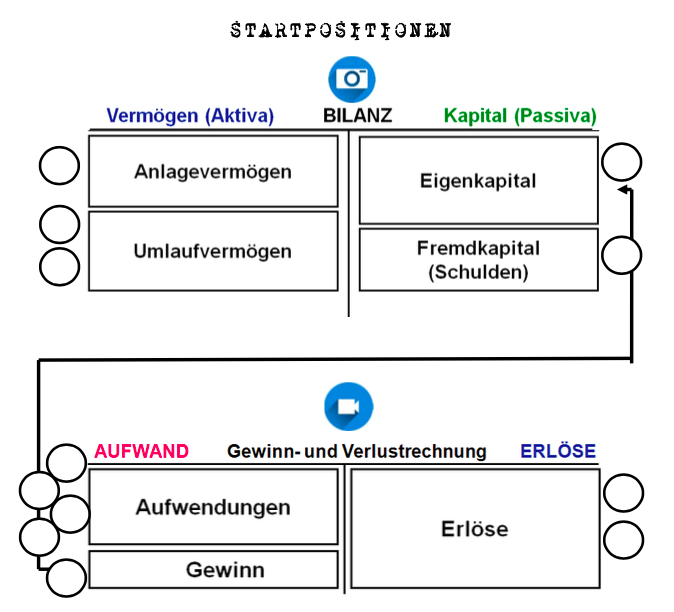 STARTPOSITIONEN
Vermögen (Aktiva) BILANZ Kapital (Passiva)
Anlagevermögen
Eigenkapital
Umlaufvermögen
Fremdkapital
(Schulden)
AUFWAND Gewinn- und Verlustrechnung ERLÖSE
Aufwendungen
Erlöse
Gewinn